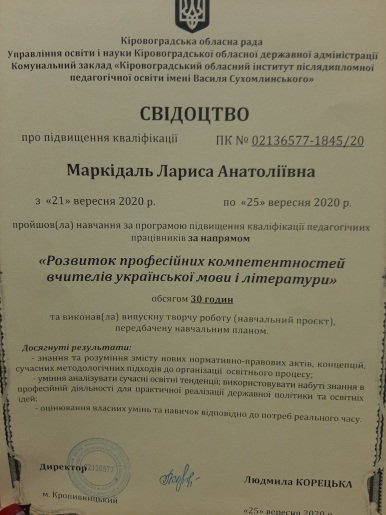 Кіровоградська обласна рада
Управління освіти і науки Кіровоградської обласної державної адміністрації
Комунальний заклад «Кіровоградський обласний інститут післядипломної
педагогічної освіти імені Василя Сухомлинського»
СВІДОЦТВО
про підвищення кваліфікації ПК № 02136577-1845/20
Маркідаль Лариса Анатоліївна
з «21» вересня 2020 р. по «25» вересня 2020 р.
пройшов(ла) навчання за програмою підвищення кваліфікації педагогічних
працівників за напрямом
«Розвиток професійних компетентностей
вчителів української мови і літератури»
обсягом 30 годин
та виконав(ла) випускну творчу роботу (навчальний проєкт),
передбачену навчальним планом.
Досягнуті результати:
- знання та розуміння змісту нових нормативно-правових актів, концепцій,
сучасних методологічних підходів до організації освітнього процесу;
- уміння аналізувати сучасні освітні тенденції; використовувати набуті знання в
професійній діяльності для практичної реалізації державної політики та освітніх
ідей;
- оцінювання власних умінь та навичок відповідно до потреб реального часу.
Директор 02136577 Людмила КОРЕЦЬКА
м. Кропивницький «25» вересня 2020 р.